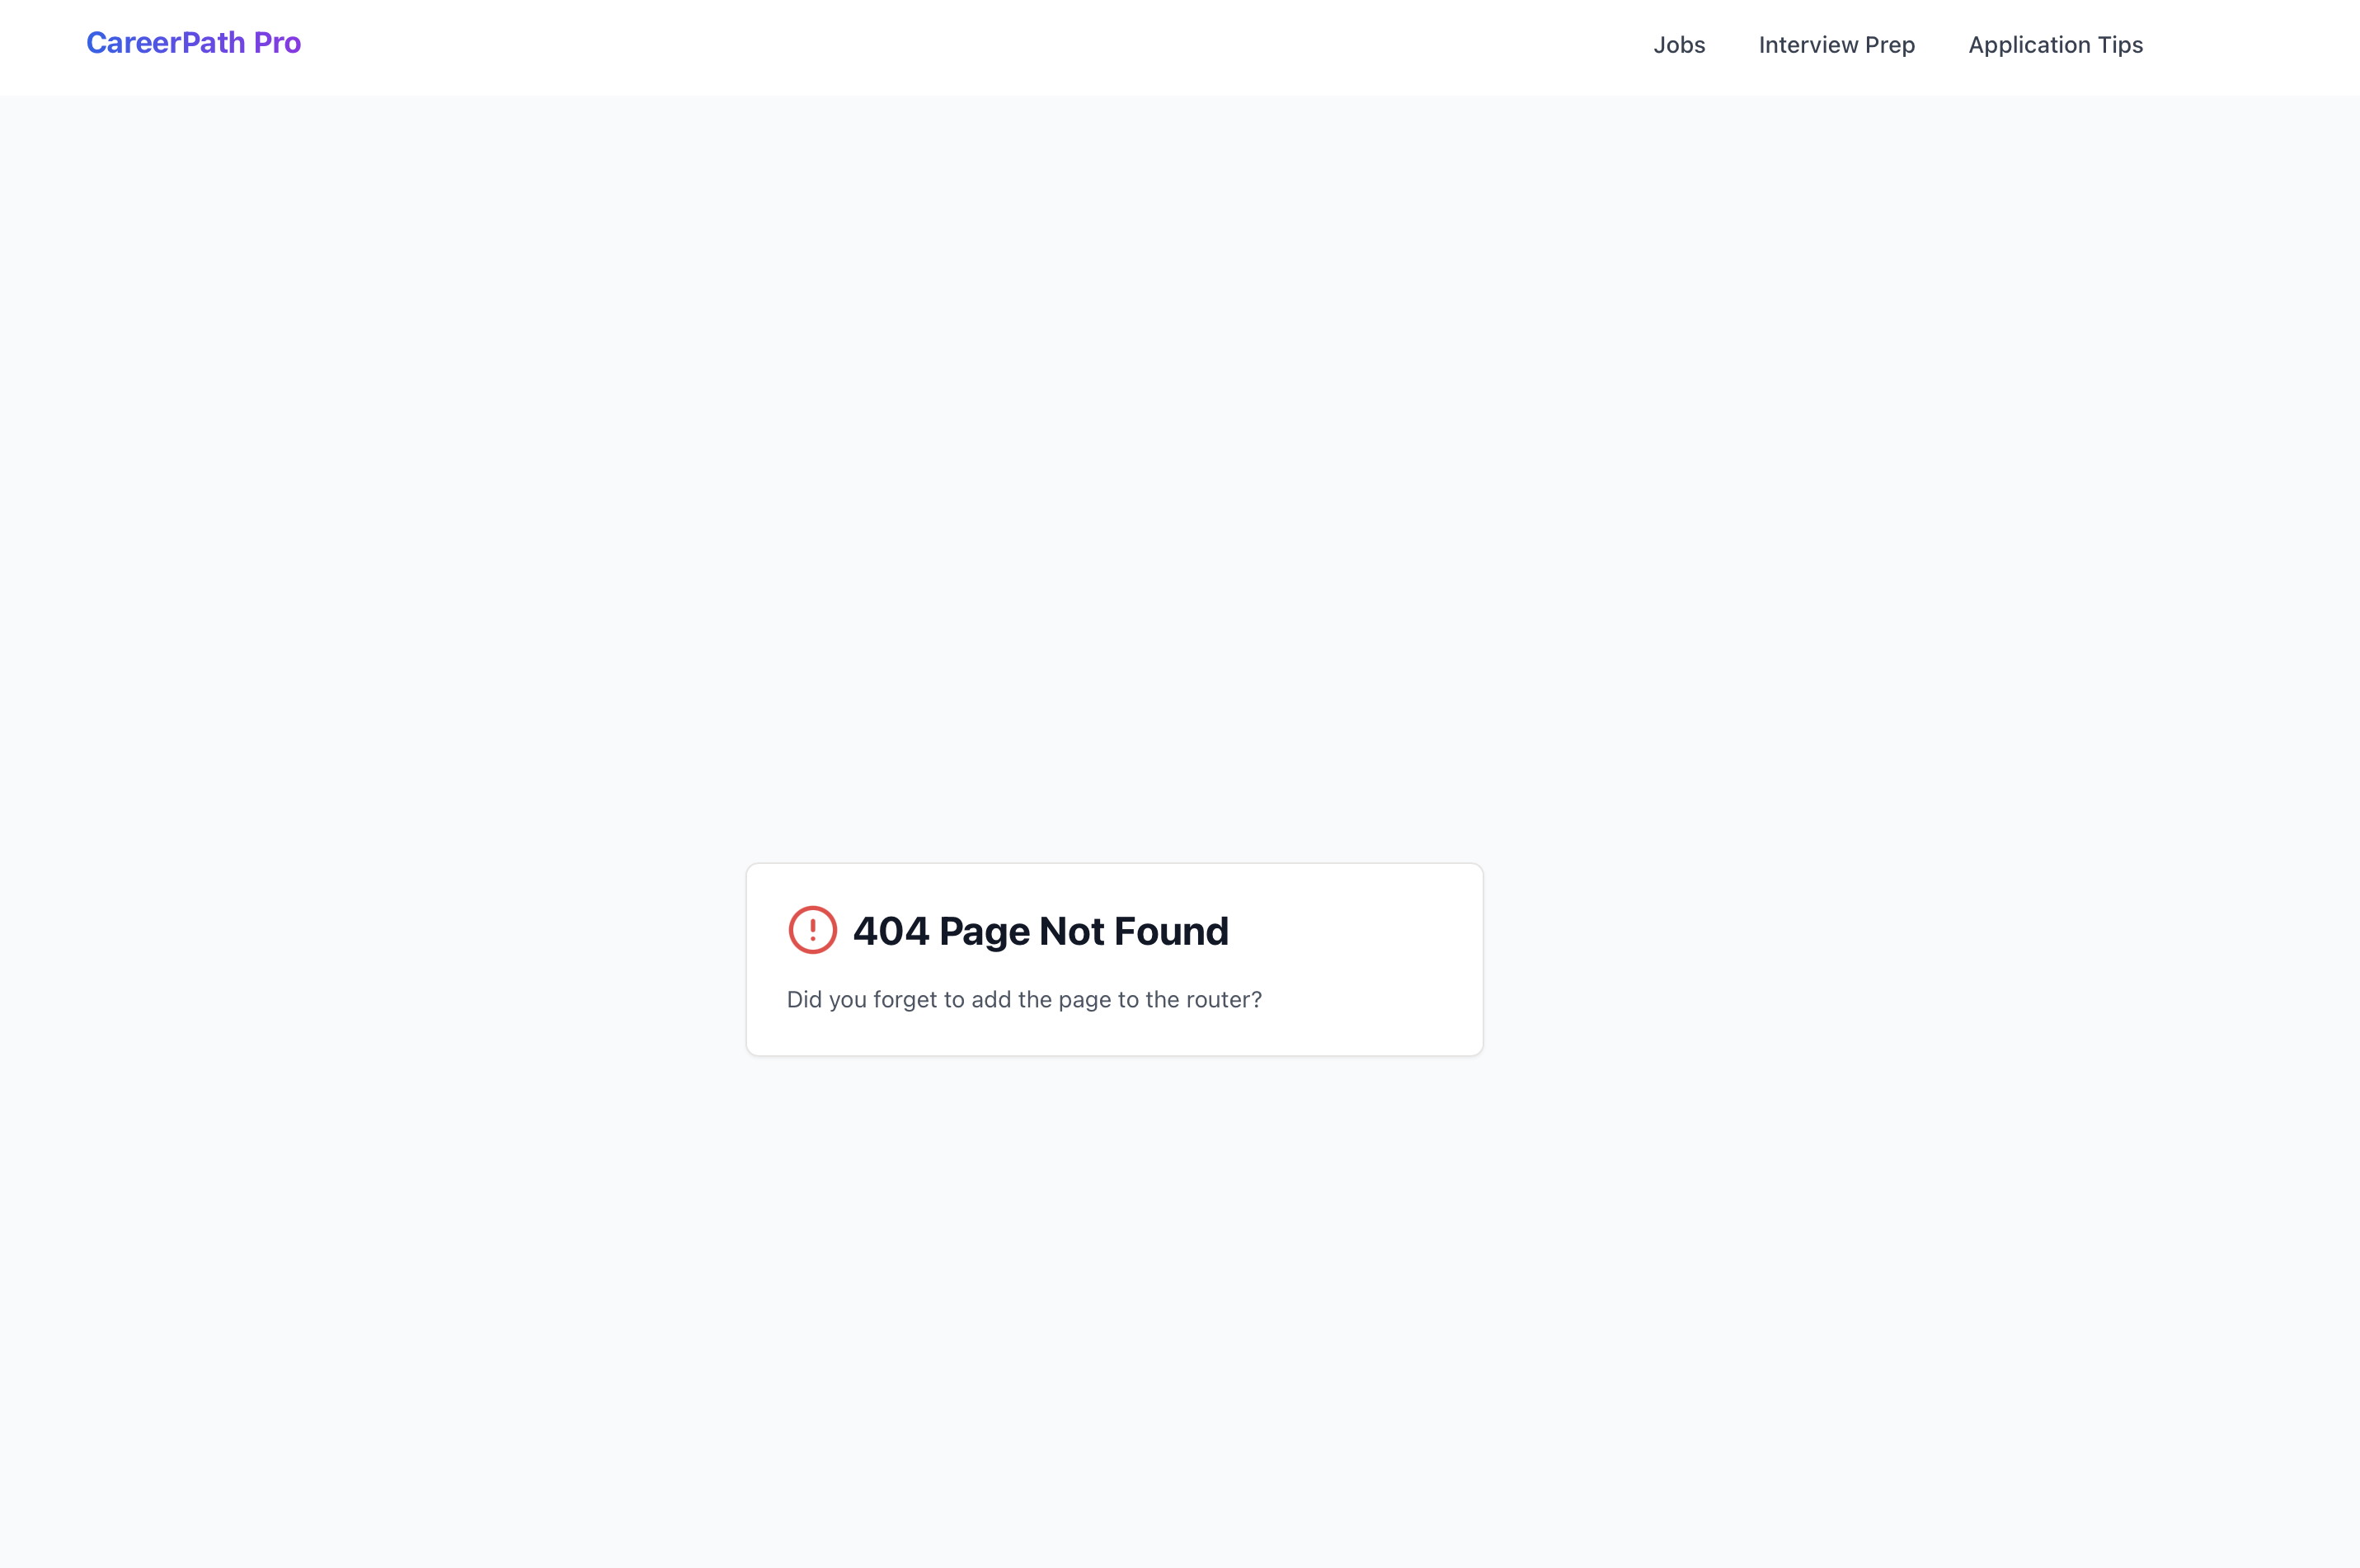 CareerPath Pro
Jobs Interview Prep Application Tips
404 Page Not Found
Did you forget to add the page to the router?